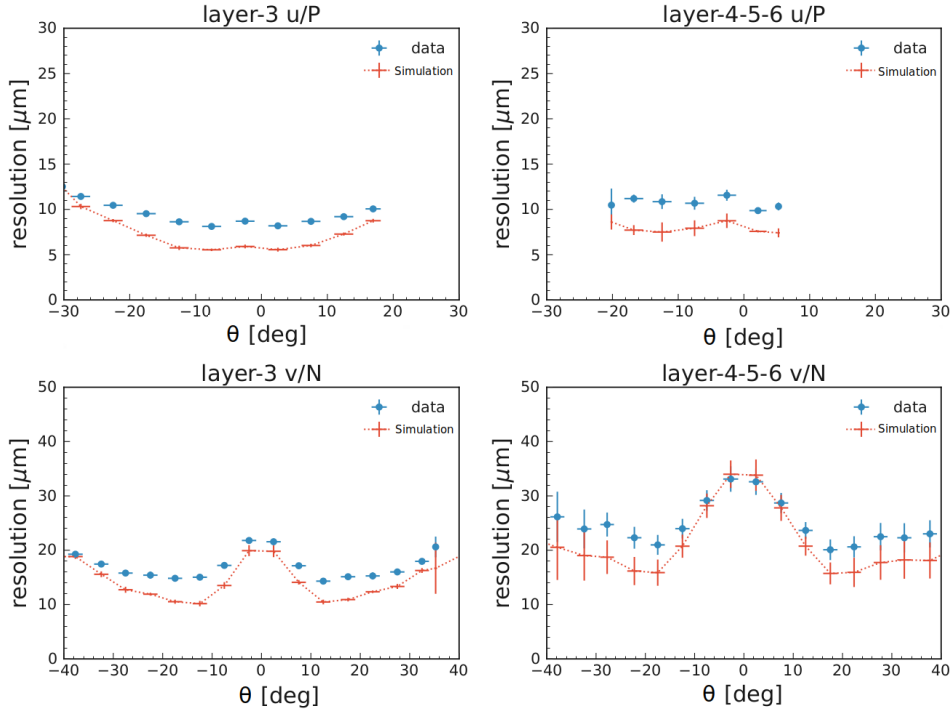 layer-3 u/P
30
25
20
15
10
5
0
resolution [μm]
data
Simulation
−30 −20 −10 0 10 20 30
θ [deg]
layer-4-5-6 u/P
30
25
20
15
10
5
0
resolution [μm]
data
Simulation
−30 −20 −10 0 10 20 30
θ [deg]
layer-3 v/N
50
40
30
20
10
0
resolution [μm]
data
Simulation
−40 −30 −20 −10 0 10 20 30 40
θ [deg]
layer-4-5-6 v/N
50
40
30
20
10
0
resolution [μm]
data
Simulation
−40 −30 −20 −10 0 10 20 30 40
θ [deg]